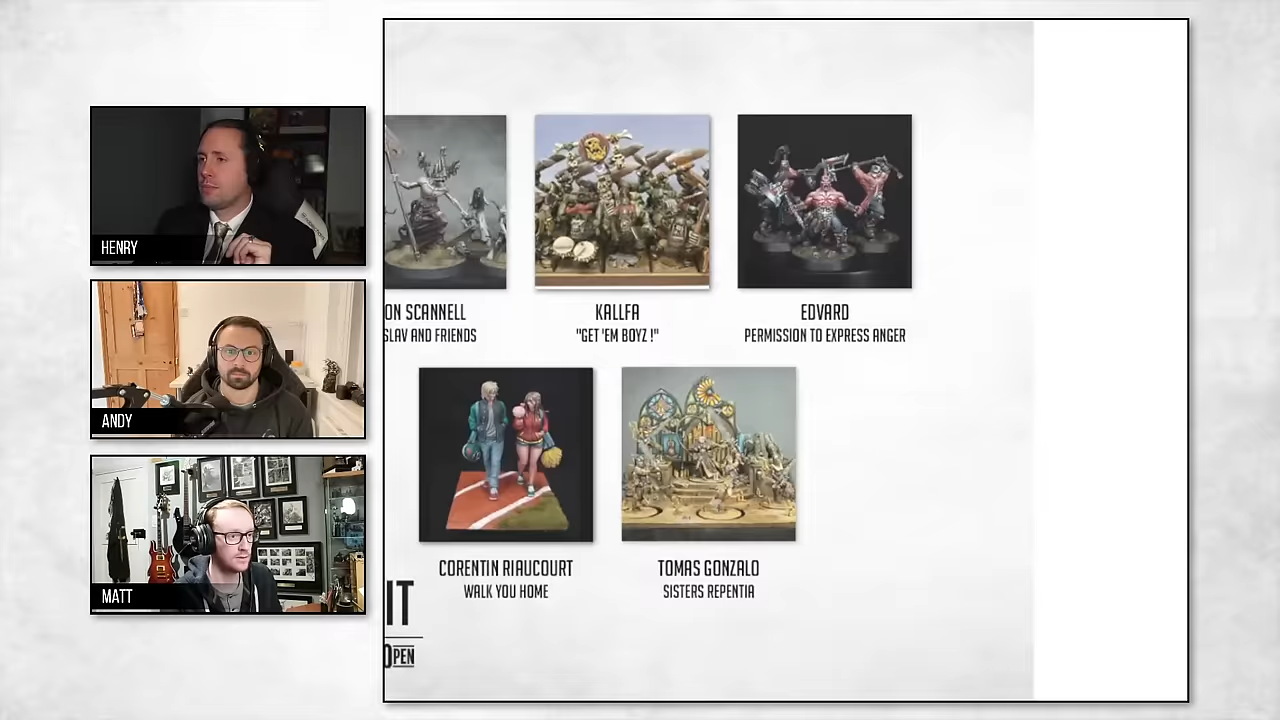 HENRY
ANDY
MATT
ON SCANNELL
SLAV AND FRIENDS
KALLFA
"GET 'EM BOYZ !"
EDVARD
PERMISSION TO EXPRESS ANGER
CORENTIN RIAUCOURT
WALK YOU HOME
TOMAS GONZALO
SISTERS REPENTIA
IT
OPEN